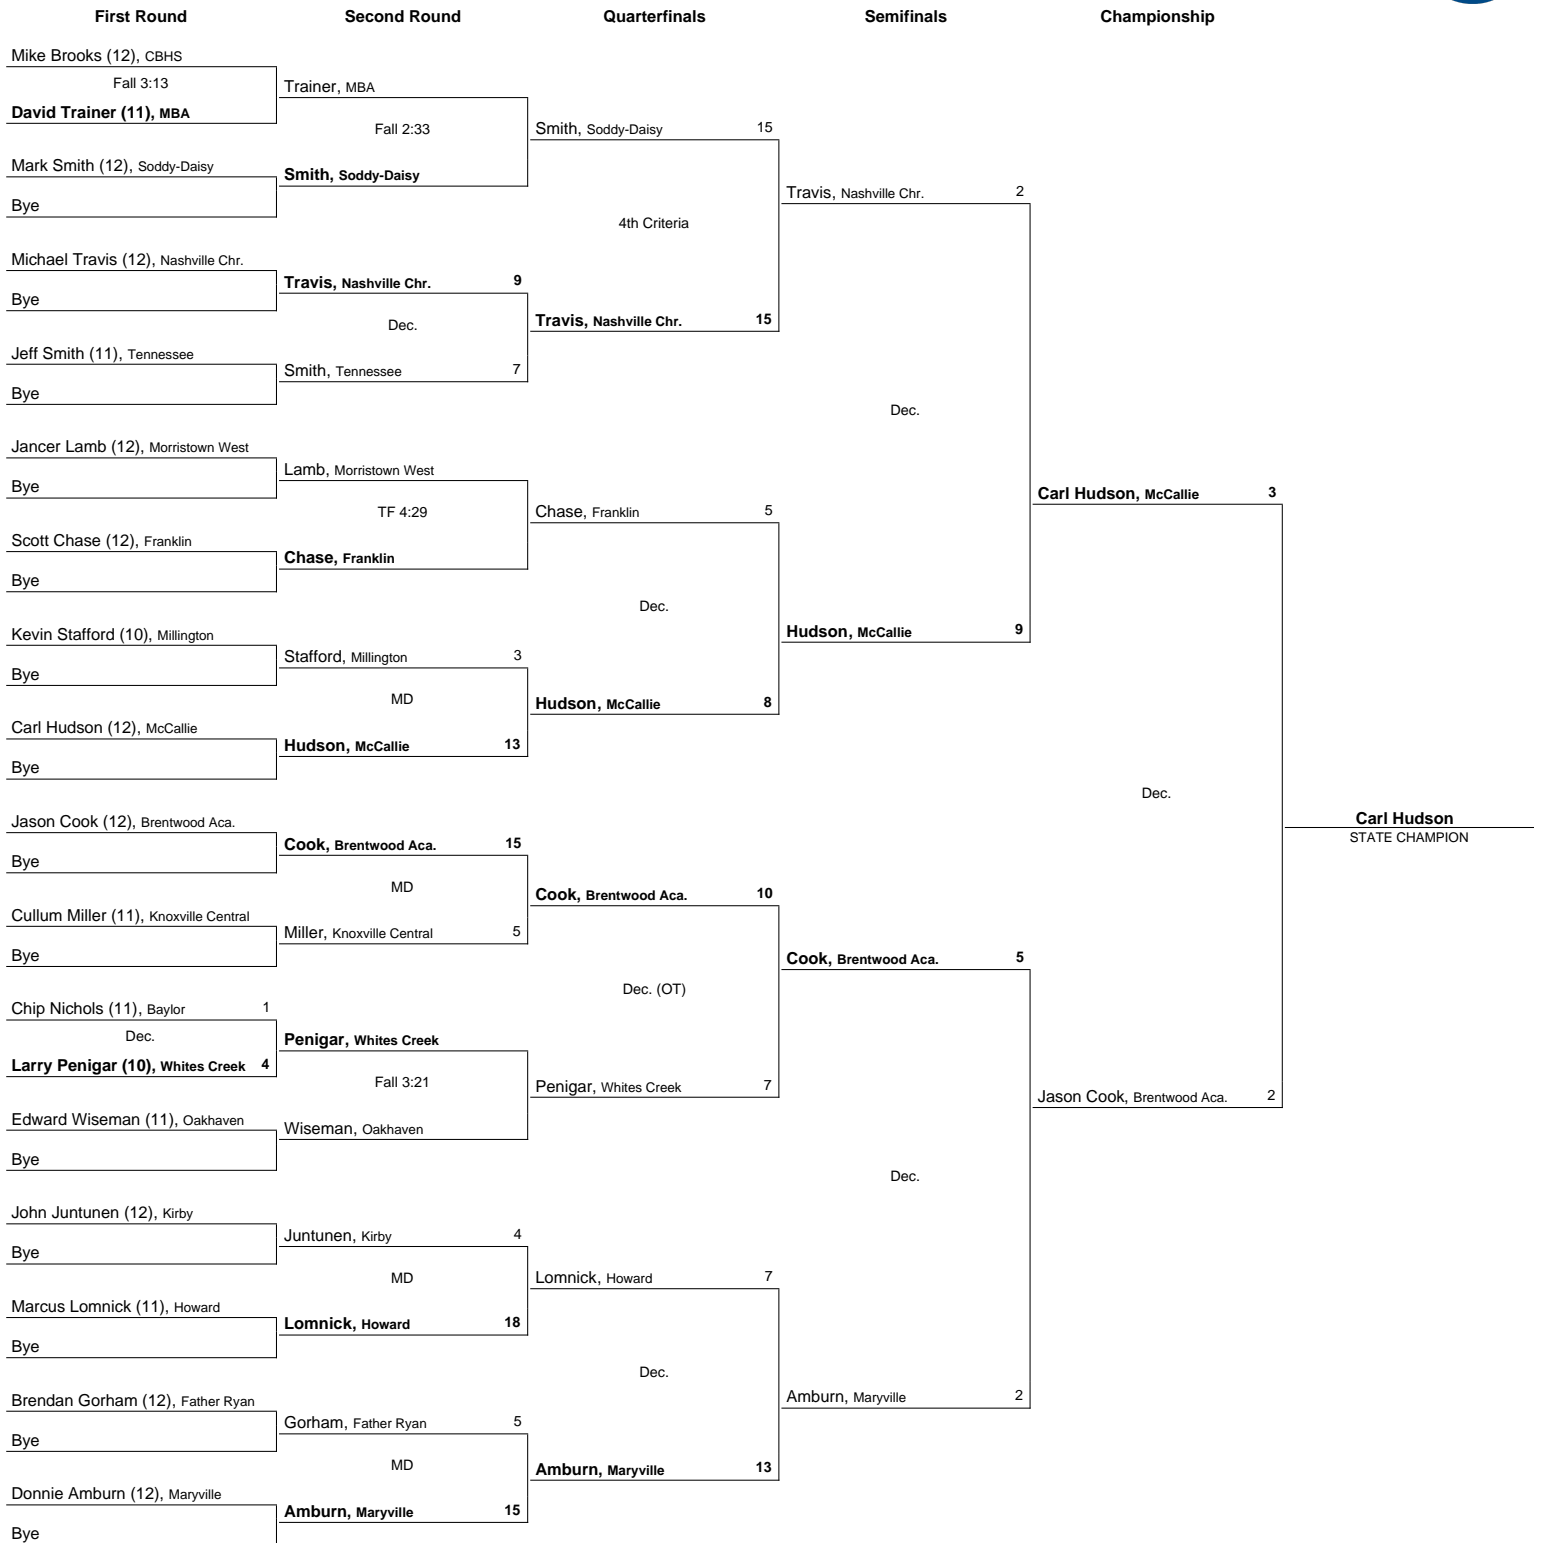 First Round Second Round Quarterfinals Semifinals Championship
Mike Brooks (12), CBHS
Fall 3:13
David Trainer (11), MBA
Mark Smith (12), Soddy-Daisy
Bye
Michael Travis (12), Nashville Chr.
Bye
Jeff Smith (11), Tennessee
Bye
Jancer Lamb (12), Morristown West
Bye
Scott Chase (12), Franklin
Bye
Kevin Stafford (10), Millington
Bye
Carl Hudson (12), McCallie
Bye
Jason Cook (12), Brentwood Aca.
Bye
Cullum Miller (11), Knoxville Central
Bye
Chip Nichols (11), Baylor 1
Dec.
Larry Penigar (10), Whites Creek 4
Edward Wiseman (11), Oakhaven
Bye
John Juntunen (12), Kirby
Bye
Marcus Lomnick (11), Howard
Bye
Brendan Gorham (12), Father Ryan
Bye
Donnie Amburn (12), Maryville
Bye
Trainer, MBA
Fall 2:33
Smith, Soddy-Daisy
Travis, Nashville Chr. 9
Dec.
Smith, Tennessee 7
Lamb, Morristown West
TF 4:29
Chase, Franklin
Stafford, Millington 3
MD
Hudson, McCallie 13
Cook, Brentwood Aca. 15
MD
Miller, Knoxville Central 5
Penigar, Whites Creek
Fall 3:21
Wiseman, Oakhaven
Juntunen, Kirby 4
MD
Lomnick, Howard 18
Gorham, Father Ryan 5
MD
Amburn, Maryville 15
Smith, Soddy-Daisy 15
4th Criteria
Travis, Nashville Chr. 15
Chase, Franklin 5
Dec.
Hudson, McCallie 8
Cook, Brentwood Aca. 10
Dec. (OT)
Penigar, Whites Creek 7
Lomnick, Howard 7
Dec.
Amburn, Maryville 13
Travis, Nashville Chr. 2
Dec.
Hudson, McCallie 9
Cook, Brentwood Aca. 5
Dec.
Amburn, Maryville 2
Carl Hudson, McCallie 3
Dec.
Jason Cook, Brentwood Aca. 2
Carl Hudson
STATE CHAMPION